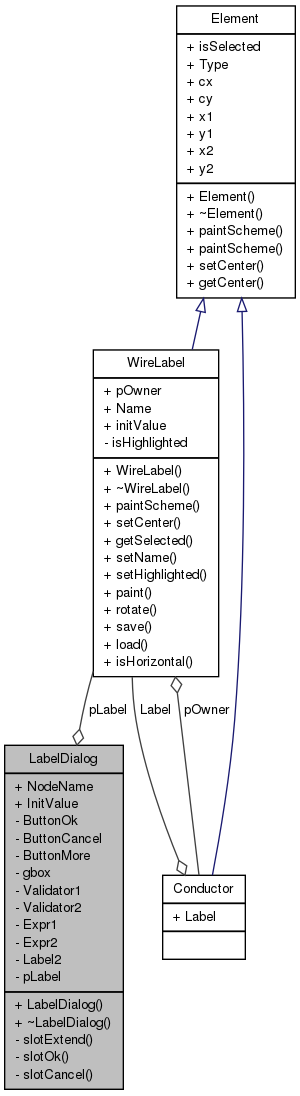 Element
+ isSelected
+ Type
+ cx
+ cy
+ x1
+ y1
+ x2
+ y2
+ Element()
+ ~Element()
+ paintScheme()
+ paintScheme()
+ setCenter()
+ getCenter()
WireLabel
+ pOwner
+ Name
+ initValue
- isHighlighted
+ WireLabel()
+ ~WireLabel()
+ paintScheme()
+ setCenter()
+ getSelected()
+ setName()
+ setHighlighted()
+ paint()
+ rotate()
+ save()
+ load()
+ isHorizontal()
pLabel
Label
pOwner
LabelDialog
+ NodeName
+ InitValue
- ButtonOk
- ButtonCancel
- ButtonMore
- gbox
- Validator1
- Validator2
- Expr1
- Expr2
- Label2
- pLabel
+ LabelDialog()
+ ~LabelDialog()
- slotExtend()
- slotOk()
- slotCancel()
Conductor
+ Label